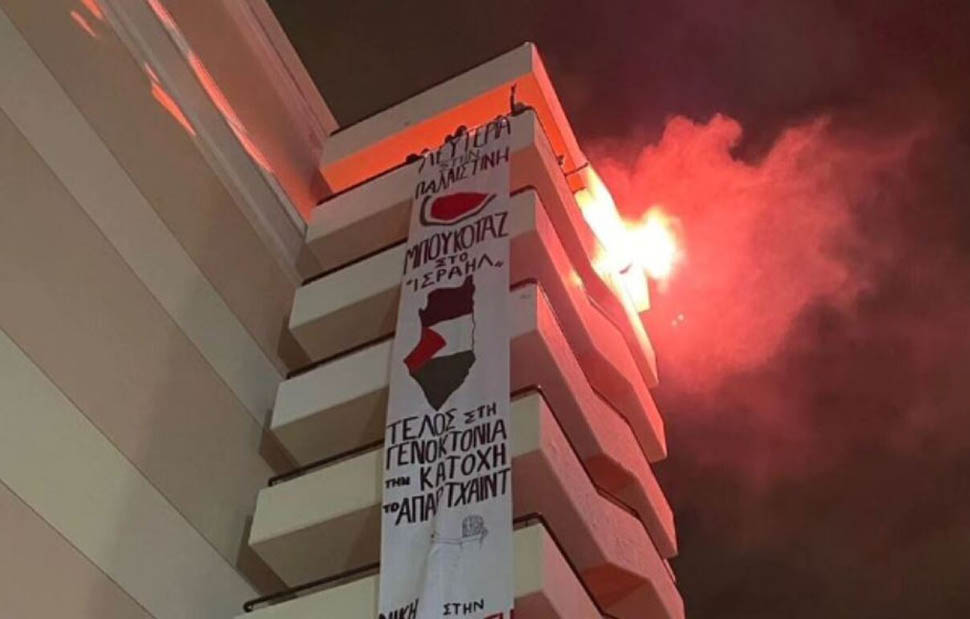 ΛΕΥΤΕΡΙΑ
ΣΤΗΝ
ΠΑΛΑΙΣΤΙΝΗ
ΜΠΟΥΚΟΤΑΖ
ΣΤΟ
"ΙΣΡΑΗΛ"
ΤΕΛΟΣ ΣΤΗ
ΓΕΝΟΚΤΟΝΙΑ
ΤΗΝ ΚΑΤΟΧΗ
ΤΟ ΑΠΑΡΤΧΑΙΝΤ
ΝΙΚΗ ΣΤΗΝ